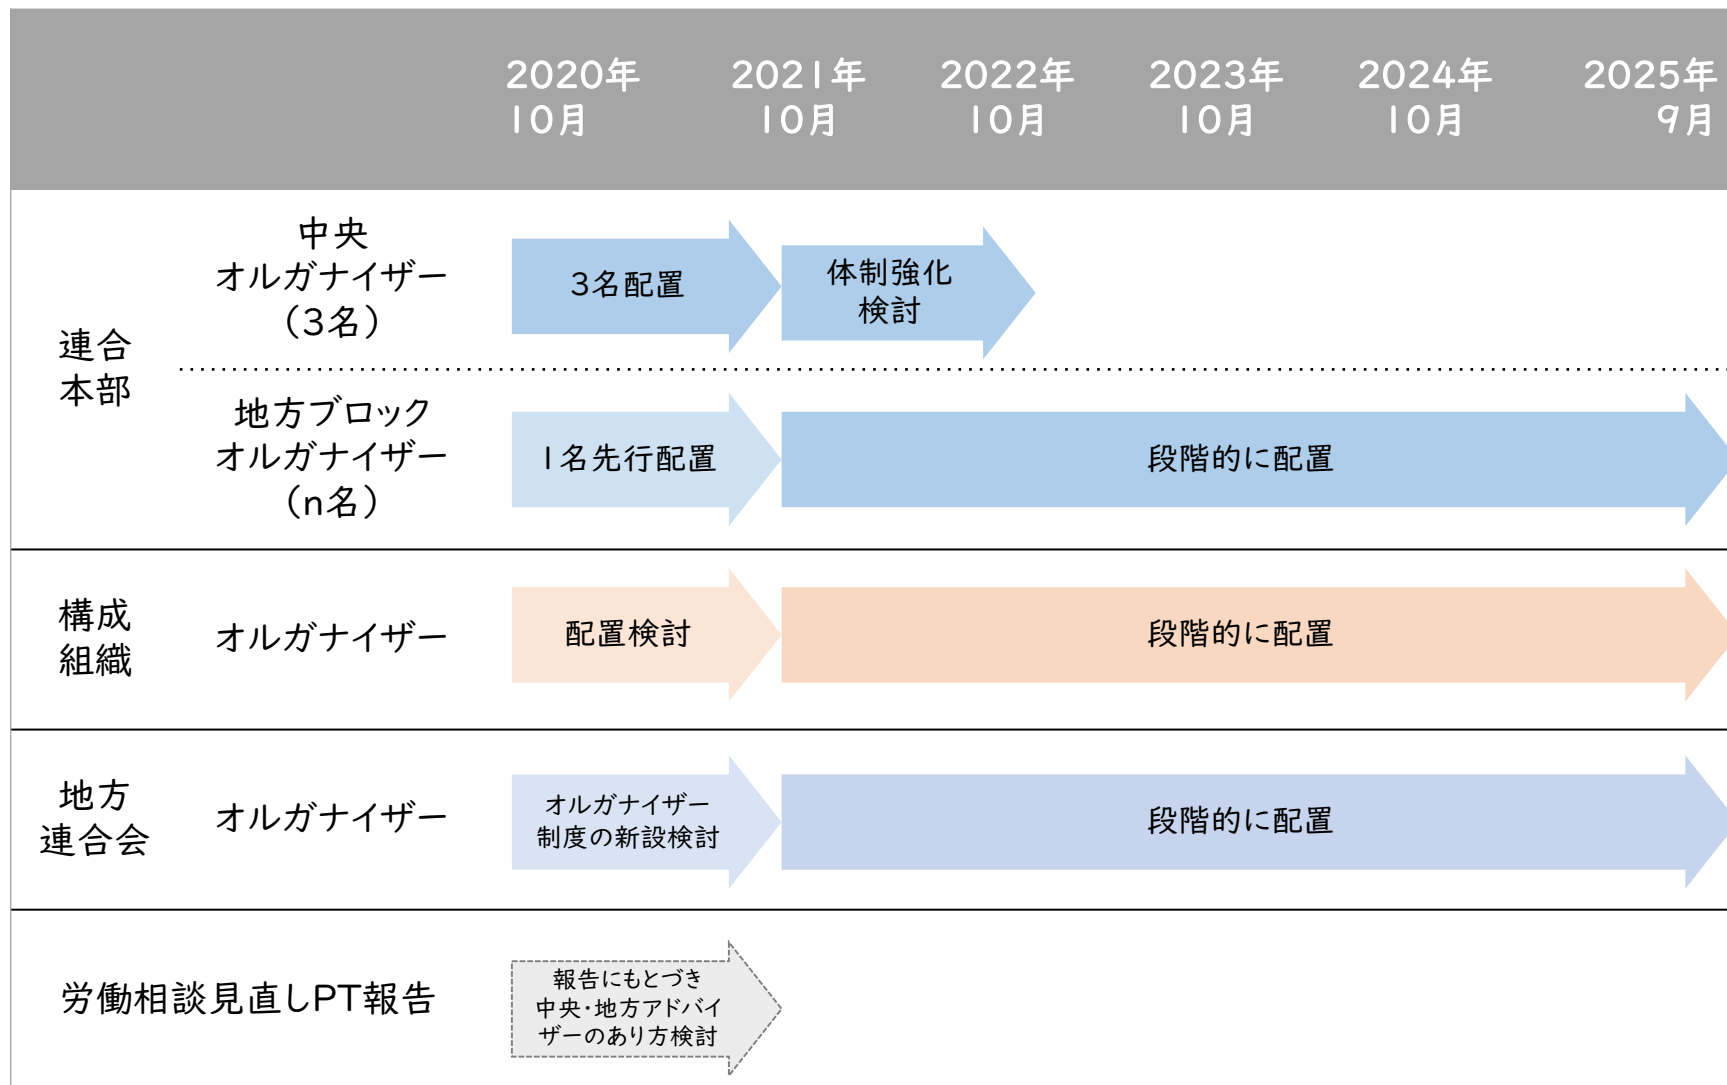 2020年
10月
2021年
10月
2022年
10月
2023年
10月
2024年
10月
2025年
9月
連合
本部
中央
オルガナイザー
(3名)
3名配置
体制強化
検討
地方ブロック
オルガナイザー
(n名)
1名先行配置
段階的に配置
構成
組織
オルガナイザー
配置検討
段階的に配置
地方
連合会
オルガナイザー
オルガナイザー
制度の新設検討
段階的に配置
労働相談見直しPT報告
報告にもとづき
中央・地方アドバイ
ザーのあり方検討